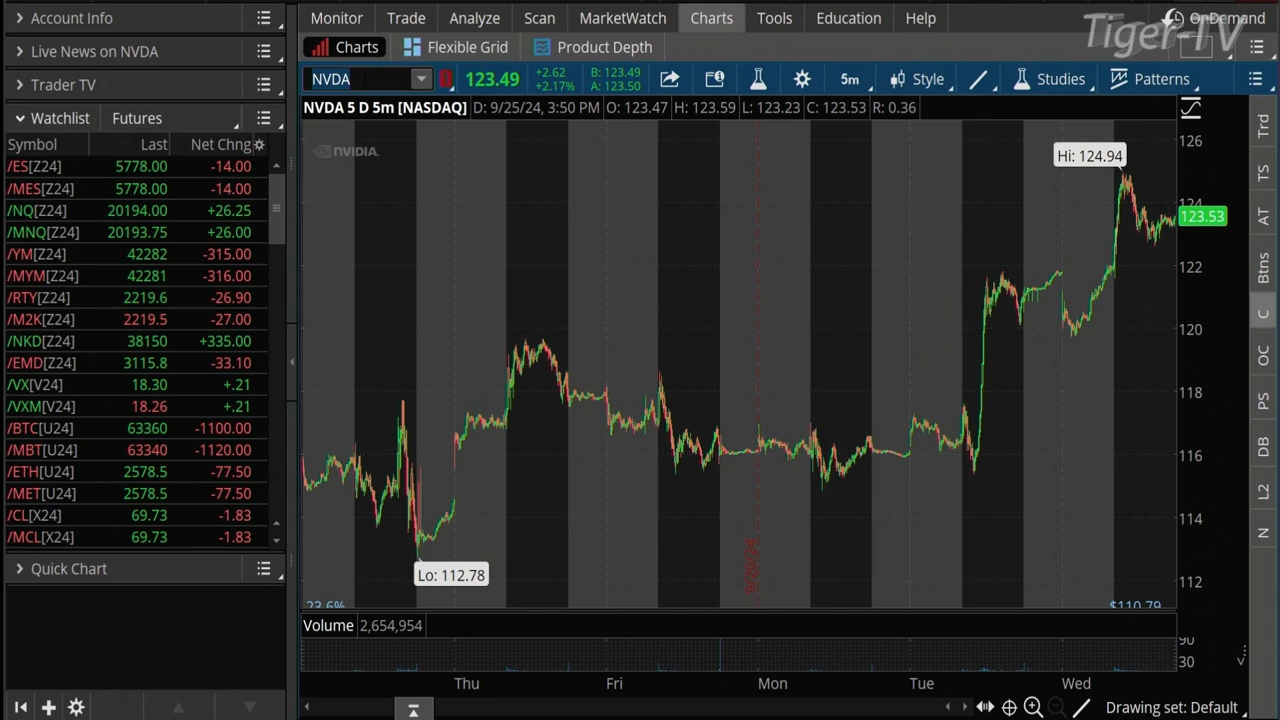 Account Info
Live News on NVDA
Trader TV
Watchlist Futures
Symbol Last Net Chng
/ES[Z24] 5778.00 -14.00
/MES[Z24] 5778.00 -14.00
/NQ[Z24] 20194.00 +26.25
/MNQ[Z24] 20193.75 +26.00
/YM[Z24] 42282 -315.00
/MYM[Z24] 42281 -316.00
/RTY[Z24] 2219.6 -26.90
/M2K[Z24] 2219.5 -27.00
/NKD[Z24] 38150 +335.00
/EMD[Z24] 3115.8 -33.10
/VX[V24] 18.30 +.21
/VXM[V24] 18.26 +.21
/BTC[U24] 63360 -1100.00
/MBT[U24] 63340 -1120.00
/ETH[U24] 2578.5 -77.50
/MET[U24] 2578.5 -77.50
/CL[X24] 69.73 -1.83
/MCL[X24] 69.73 -1.83
Quick Chart
Monitor Trade Analyze Scan MarketWatch Charts Tools Education Help
OnDemand
Tiger-TV
Charts Flexible Grid Product Depth
NVDA 123.49 +2.62 B: 123.49
+2.17% A: 123.50
5m Style Studies Patterns
NVDA 5 D 5m [NASDAQ] D: 9/25/24, 3:50 PM O: 123.47 H: 123.59 L: 123.23 C: 123.53 R: 0.36
NVIDIA.
Hi: 124.94
126
124
123.53
122
120
118
116
114
112
Lo: 112.78
9/20/24
23.6% $110.79
Volume 2,654,954
90
30
Thu Fri Mon Tue Wed
Drawing set: Default
Trd
TS
AT
Btns
C
OC
PS
DB
L2
N